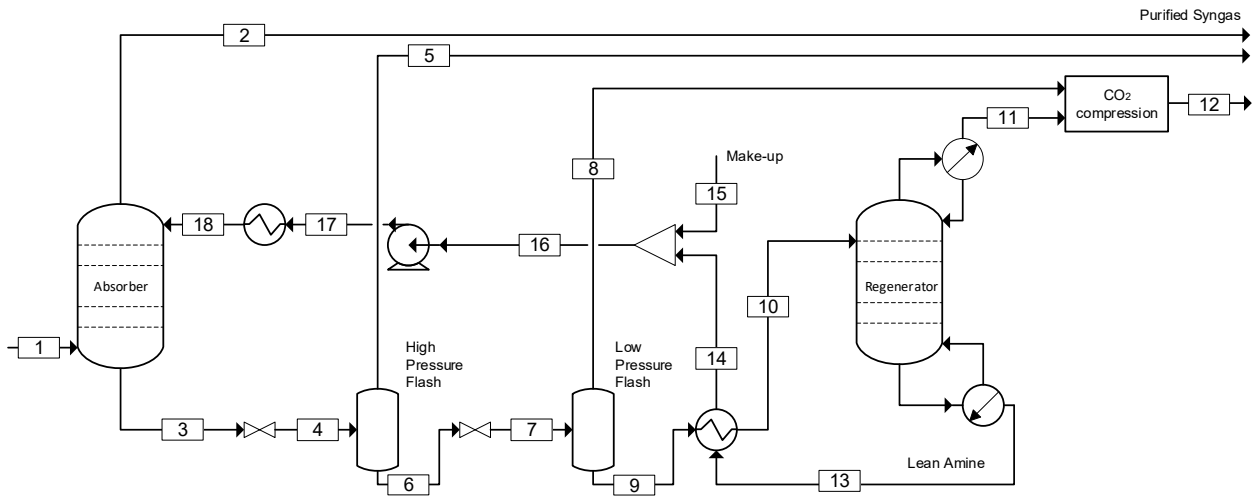 Purified Syngas
2
5
CO2
compression
12
11
8
Make-up
15
18
17
16
Absorber
Regenerator
10
1
High
Pressure
Flash
Low
Pressure
Flash
14
3
4
7
6
9
Lean Amine
13